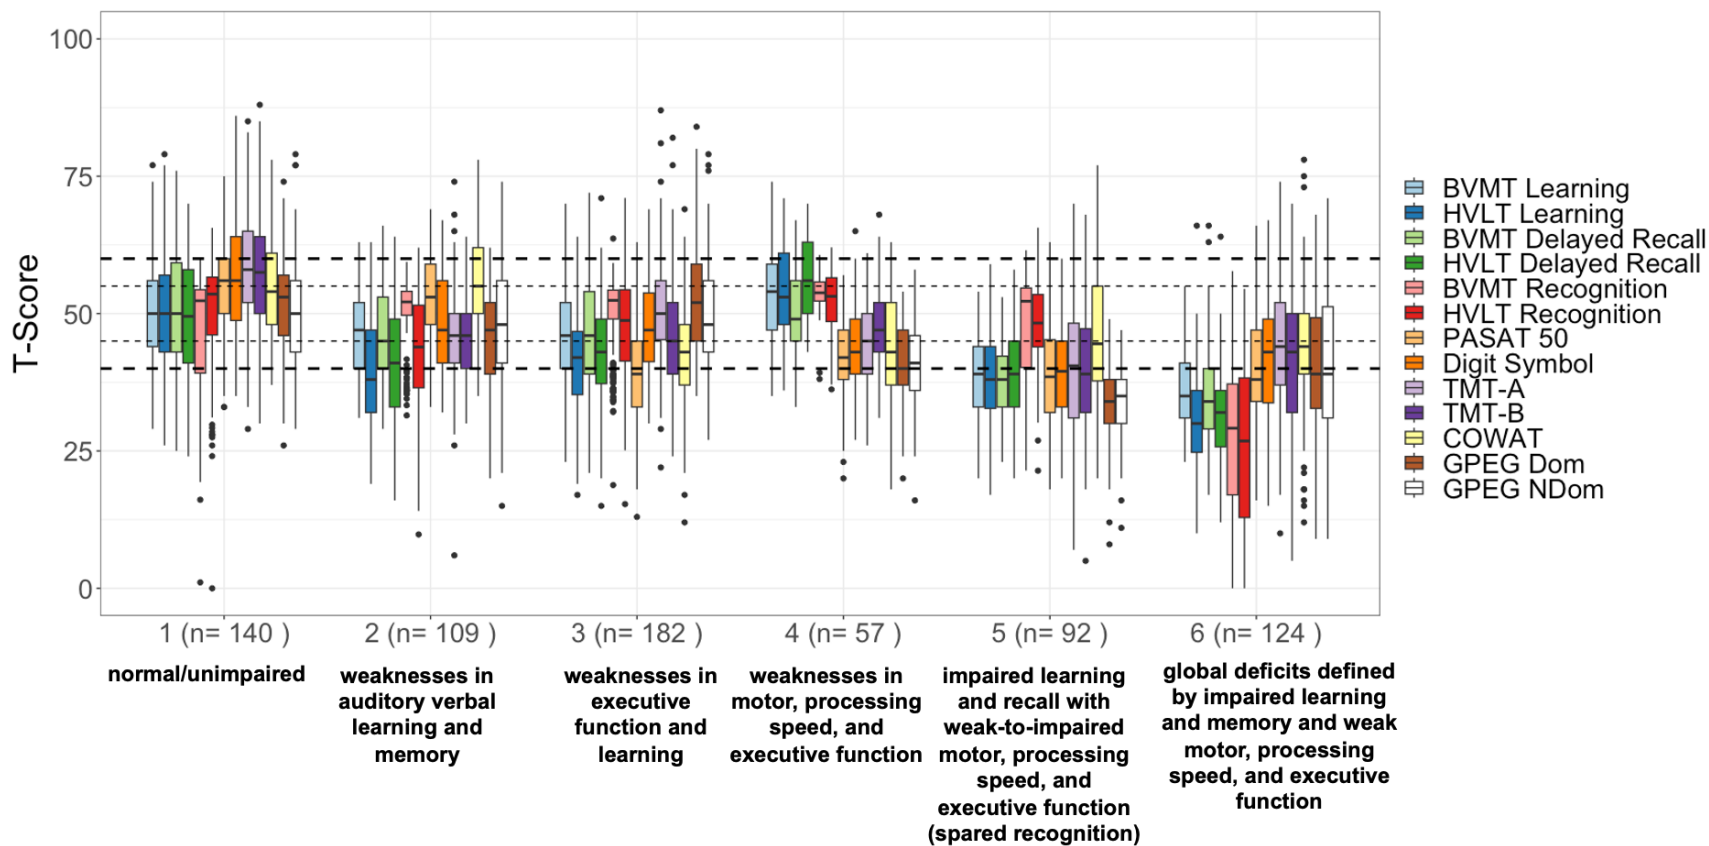 T-Score
100
75
50
25
0
1 (n= 140 )
2 (n= 109 )
3 (n= 182 )
4 (n= 57 )
5 (n= 92 )
6 (n= 124 )
normal/unimpaired
weaknesses in
auditory verbal
learning and
memory
weaknesses in
executive
function and
learning
weaknesses in
motor, processing
speed, and
executive function
impaired learning
and recall with
weak-to-impaired
motor, processing
speed, and
executive function
(spared recognition)
global deficits defined
by impaired learning
and memory and weak
motor, processing
speed, and executive
function
BVMT Learning
HVLT Learning
BVMT Delayed Recall
HVLT Delayed Recall
BVMT Recognition
HVLT Recognition
PASAT 50
Digit Symbol
TMT-A
TMT-B
COWAT
GPEG Dom
GPEG NDom